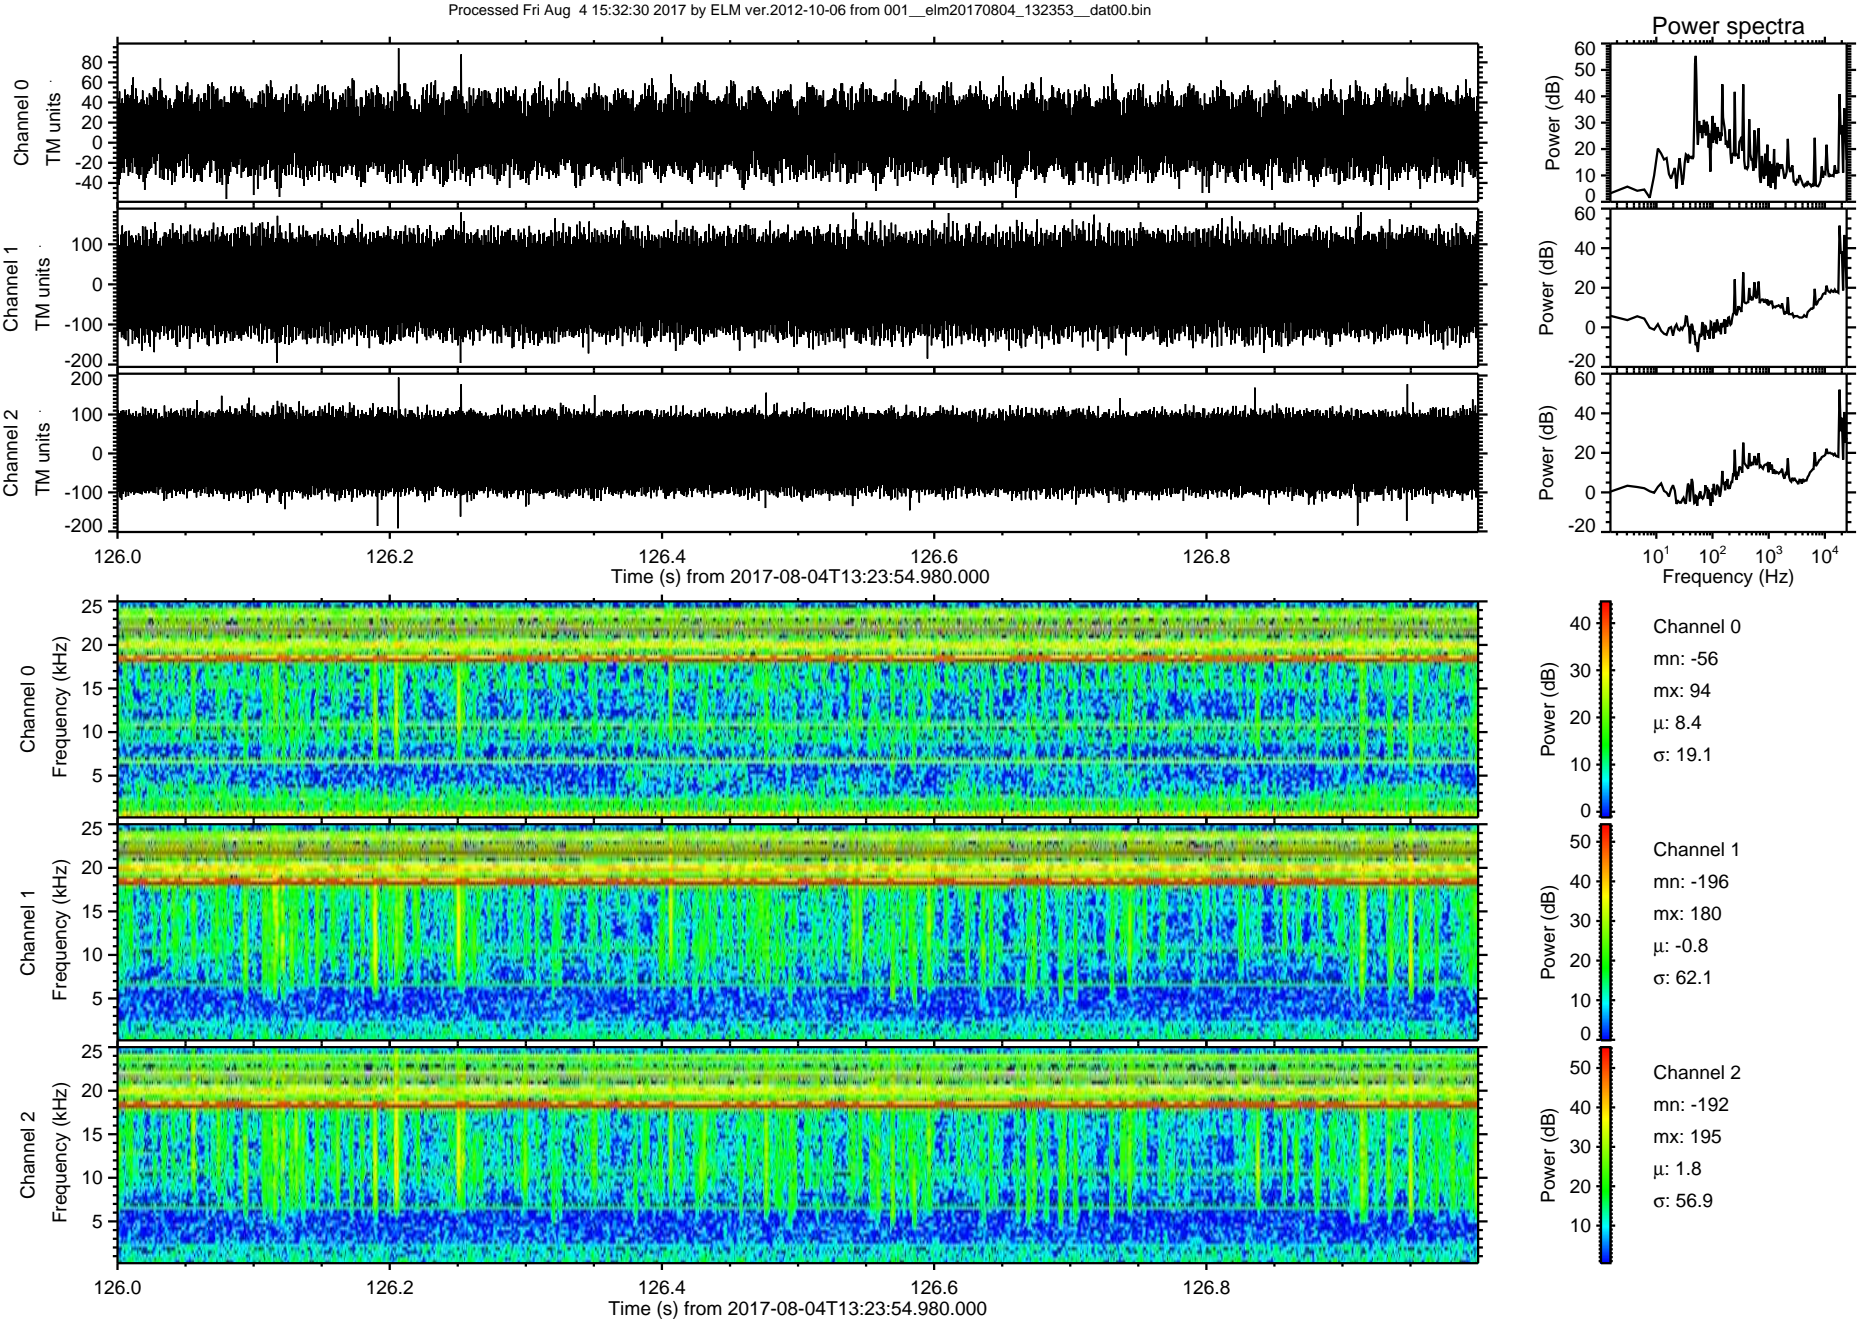 Processed Fri Aug  4 15:32:30 2017 by ELM ver.2012-10-06 from 001__elm20170804_132353__dat00.bin
Power spectra
Channel 0
TM units
80
60
40
20
0
-20
-40
Power (dB)
60
50
40
30
20
10
0
Channel 1
TM units
100
0
-100
-200
Power (dB)
60
40
20
0
-20
Channel 2
TM units
200
100
0
-100
-200
Power (dB)
60
40
20
0
-20
126.0 126.2 126.4 126.6 126.8
Time (s) from 2017-08-04T13:23:54.980.000
10^1 10^2 10^3 10^4
Frequency (Hz)
Channel 0
Frequency (kHz)
25
20
15
10
5
Power (dB)
40
30
20
10
0
Channel 0
mn: -56
mx: 94
μ: 8.4
σ: 19.1
Channel 1
Frequency (kHz)
25
20
15
10
5
Power (dB)
50
40
30
20
10
0
Channel 1
mn: -196
mx: 180
μ: -0.8
σ: 62.1
Channel 2
Frequency (kHz)
25
20
15
10
5
Power (dB)
50
40
30
20
10
Channel 2
mn: -192
mx: 195
μ: 1.8
σ: 56.9
126.0 126.2 126.4 126.6 126.8
Time (s) from 2017-08-04T13:23:54.980.000